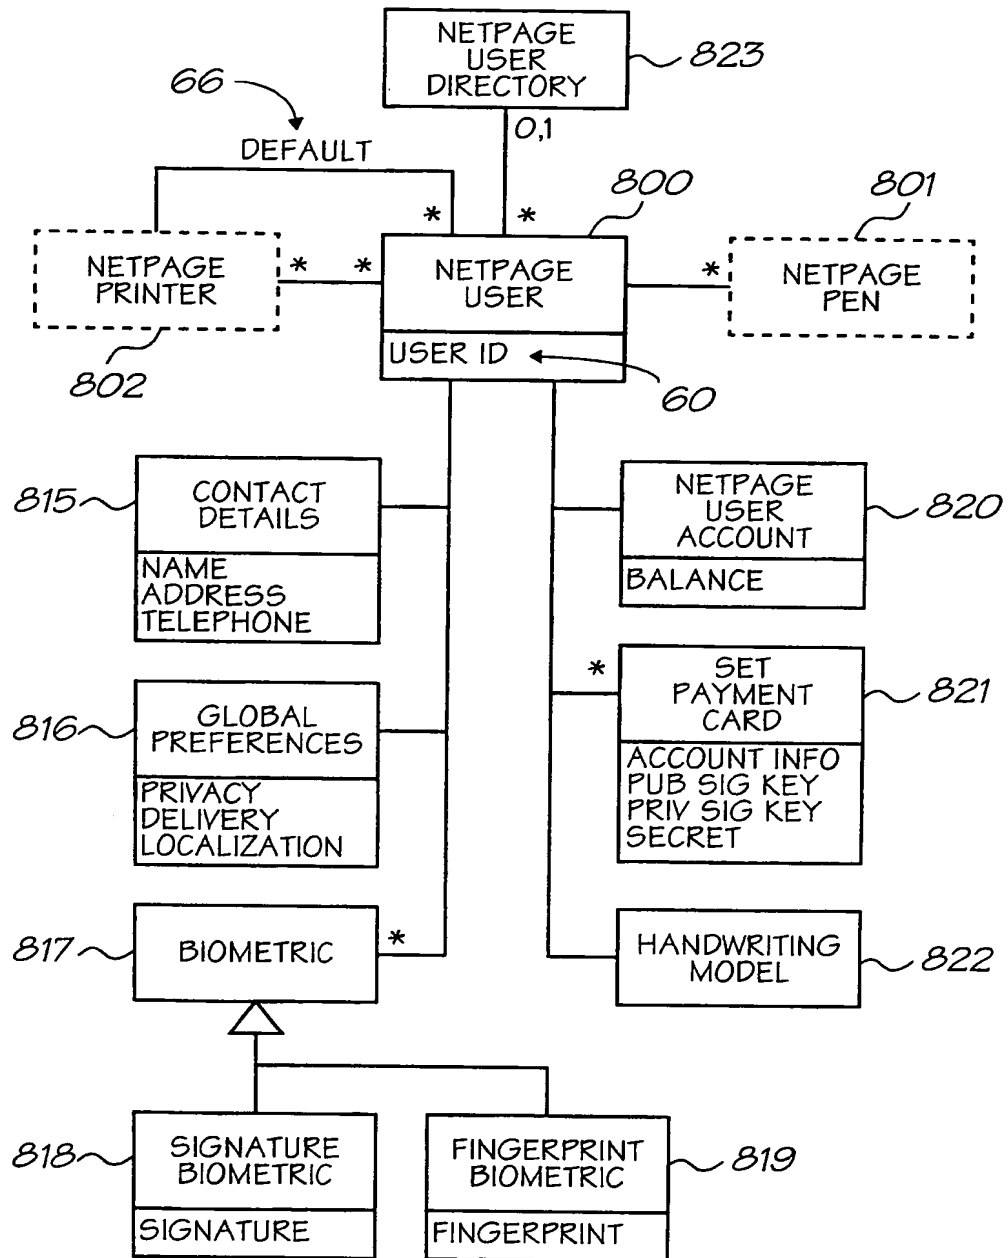 NETPAGE
USER
DIRECTORY
823
66
DEFAULT
0,1
*
*
800
801
NETPAGE
PRINTER
*
*
NETPAGE
USER
*
NETPAGE
PEN
802
USER ID
60
815
CONTACT
DETAILS
NAME
ADDRESS
TELEPHONE
NETPAGE
USER
ACCOUNT
820
BALANCE
816
GLOBAL
PREFERENCES
PRIVACY
DELIVERY
LOCALIZATION
*
SET
PAYMENT
CARD
821
ACCOUNT INFO
PUB SIG KEY
PRIV SIG KEY
SECRET
817
BIOMETRIC
*
HANDWRITING
MODEL
822
818
SIGNATURE
BIOMETRIC
SIGNATURE
FINGERPRINT
BIOMETRIC
819
FINGERPRINT